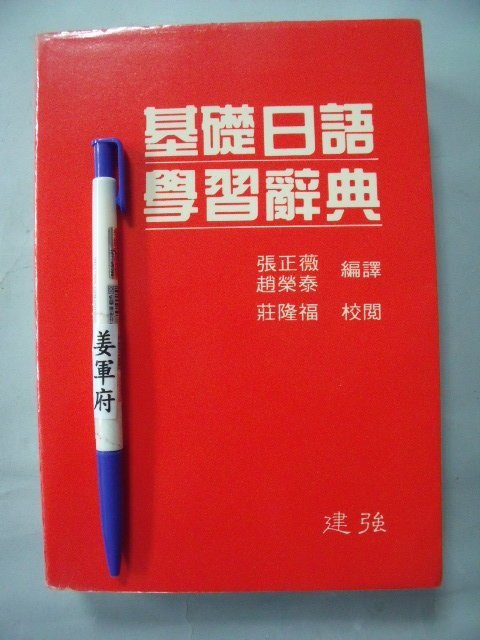 基礎日語
學習辭典
張正薇
趙榮泰
編譯
莊隆福 校閱
建強
姜軍府